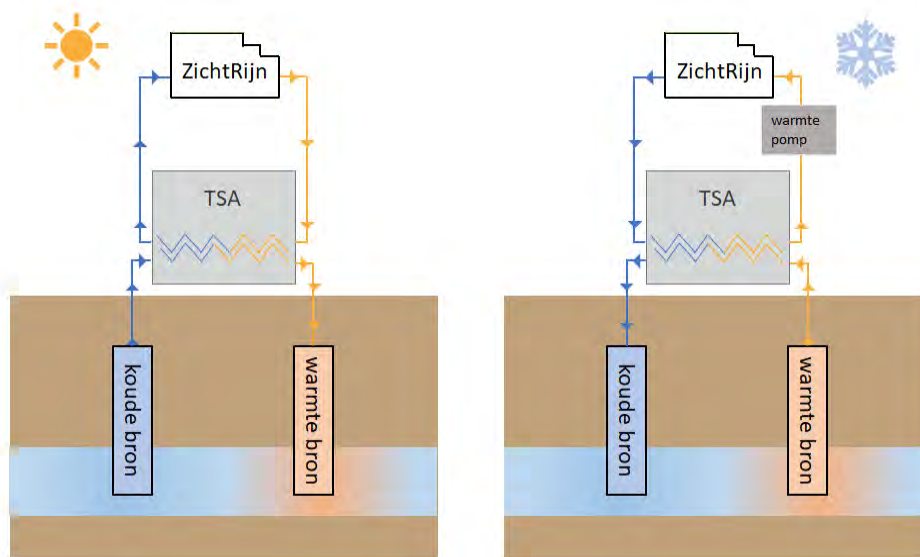 ZichtRijn
TSA
koude bron
warmte bron
ZichtRijn
warmte
pomp
TSA
koude bron
warmte bron